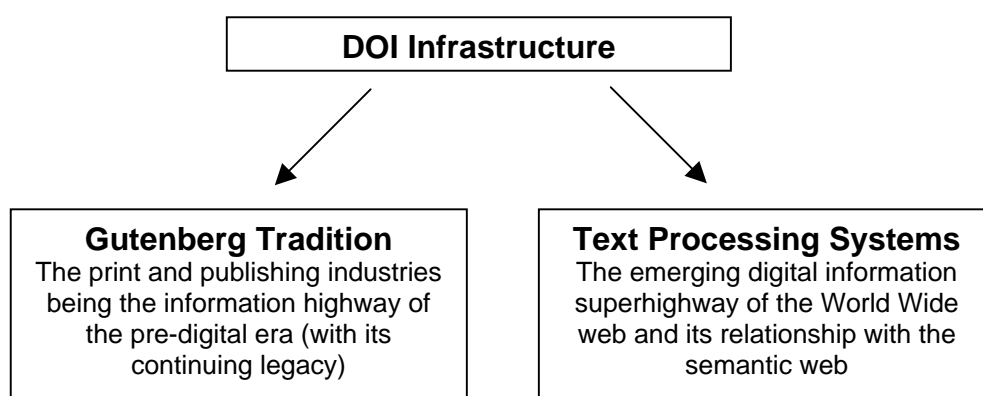 DOI Infrastructure
Gutenberg Tradition
The print and publishing industries
being the information highway of
the pre-digital era (with its
continuing legacy)
Text Processing Systems
The emerging digital information
superhighway of the World Wide
web and its relationship with the
semantic web